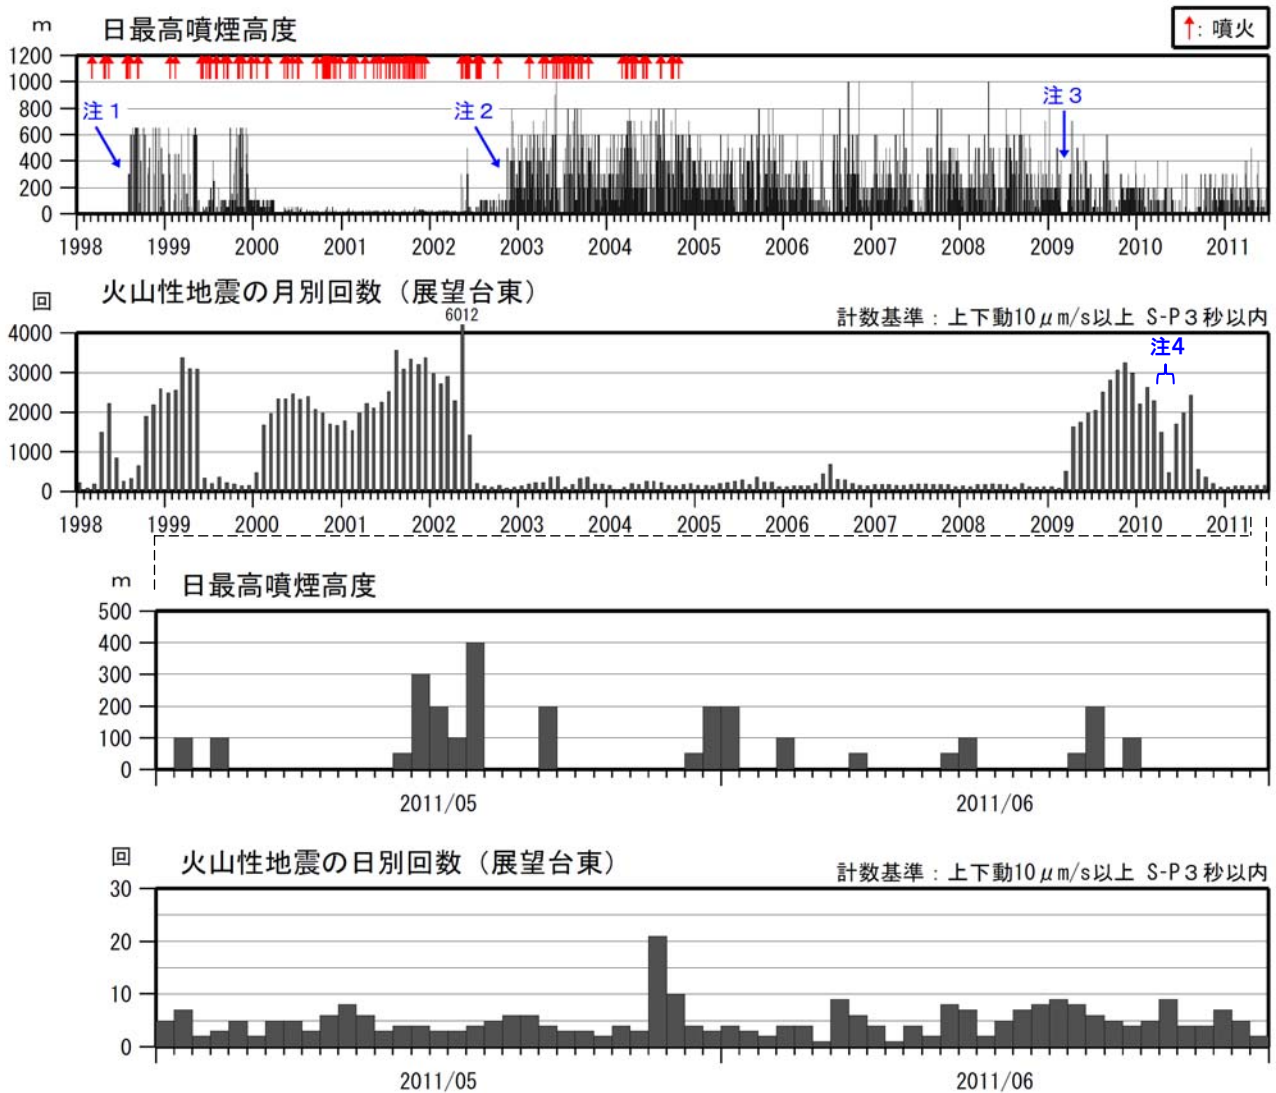 m 日最高噴煙高度
↑: 噴火
1200
1000
800
600
400
200
0
注1
注2
注3
1998 1999 2000 2001 2002 2003 2004 2005 2006 2007 2008 2009 2010 2011
回 火山性地震の月別回数（展望台東）
計数基準：上下動10μm/s以上 S-P3秒以内
6012
注4
4000
3000
2000
1000
0
1998 1999 2000 2001 2002 2003 2004 2005 2006 2007 2008 2009 2010 2011
m 日最高噴煙高度
500
400
300
200
100
0
2011/05 2011/06
回 火山性地震の日別回数（展望台東）
計数基準：上下動10μm/s以上 S-P3秒以内
30
20
10
0
2011/05 2011/06